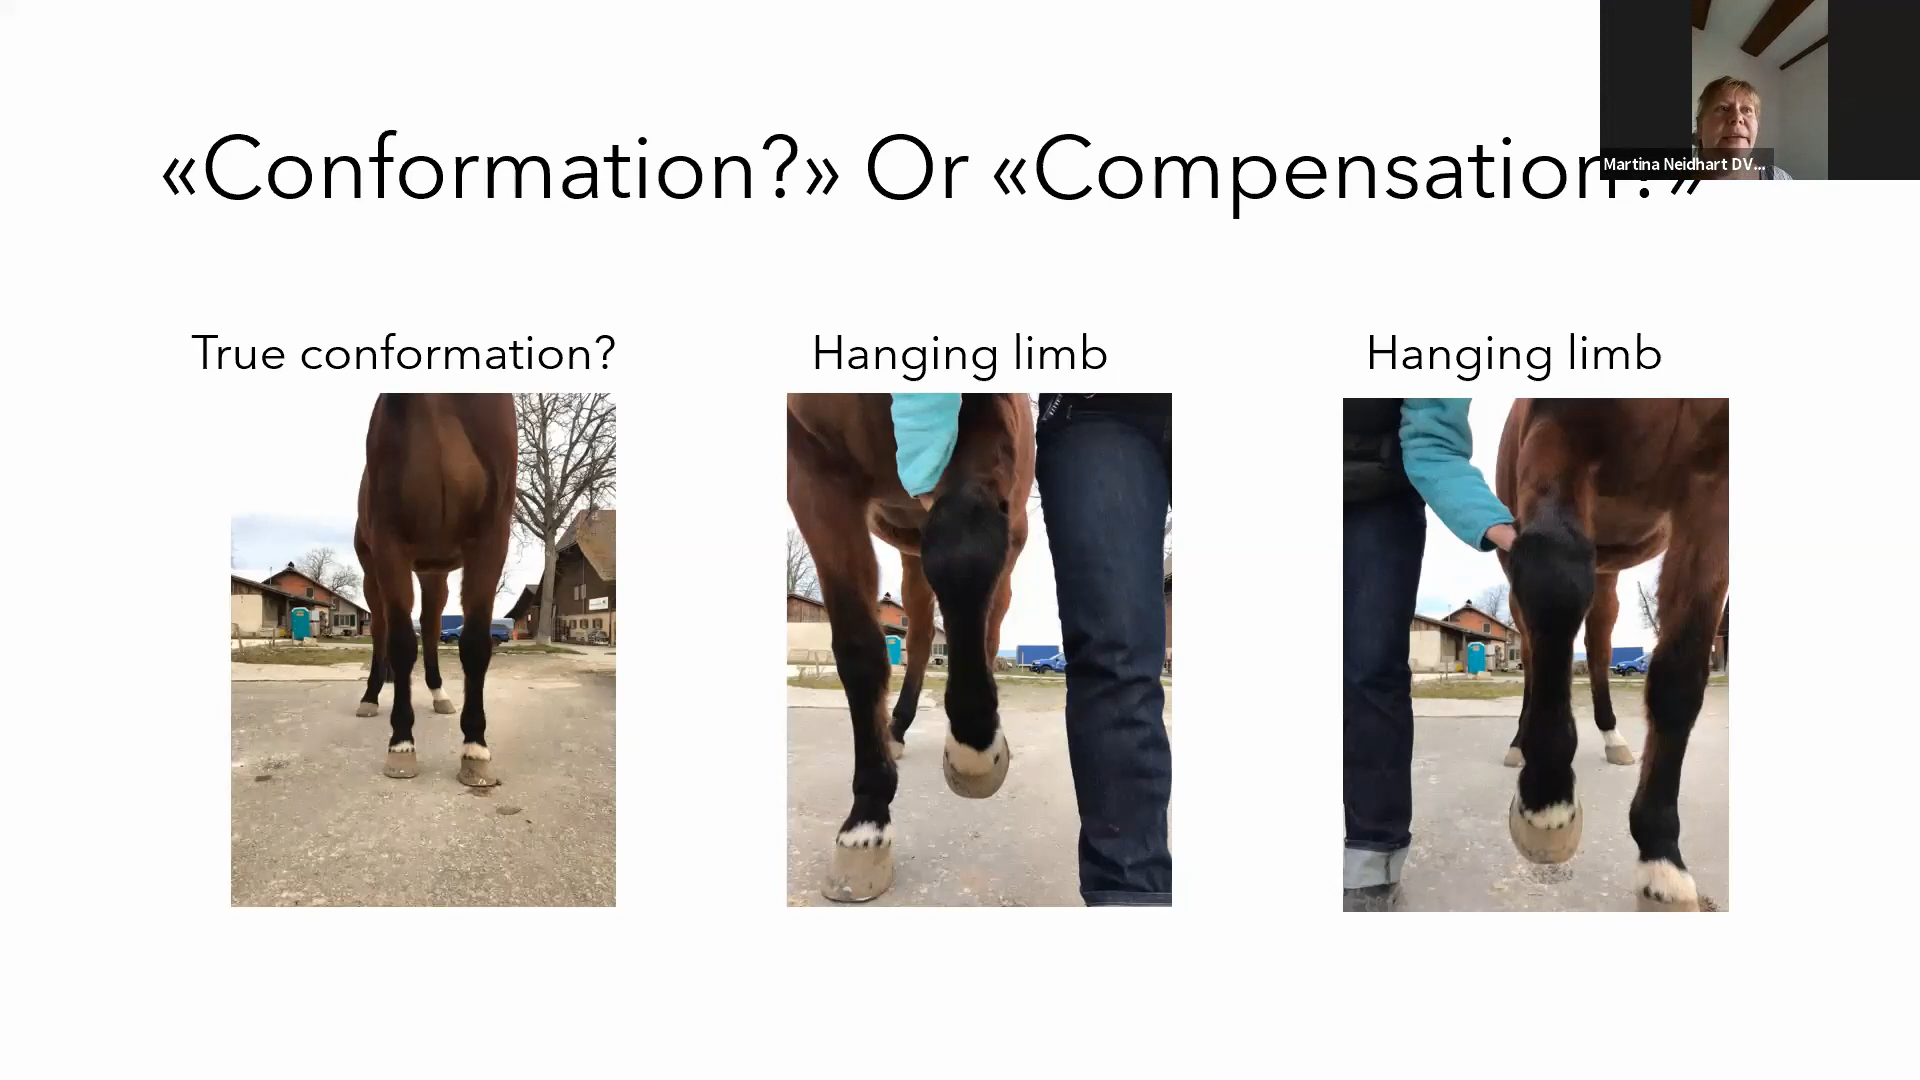 «Conformation?» Or «Compensation?»
Martina Neidhart DV...
True conformation?
Hanging limb
Hanging limb